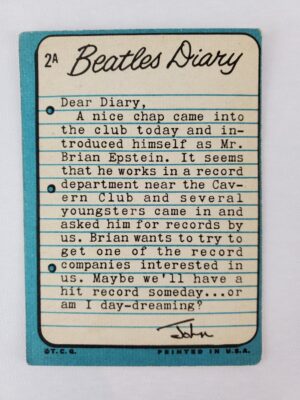 2A Beatles Diary
Dear Diary,
A nice chap came into
the club today and in-
troduced himself as Mr.
Brian Epstein. It seems
that he works in a record
department near the Cav-
ern Club and several
youngsters came in and
asked him for records by
us. Brian wants to try to
get one of the record
companies interested in
us. Maybe we'll have a
hit record someday...or
am I day-dreaming?
John
©T.C.G. PRINTED IN U.S.A.